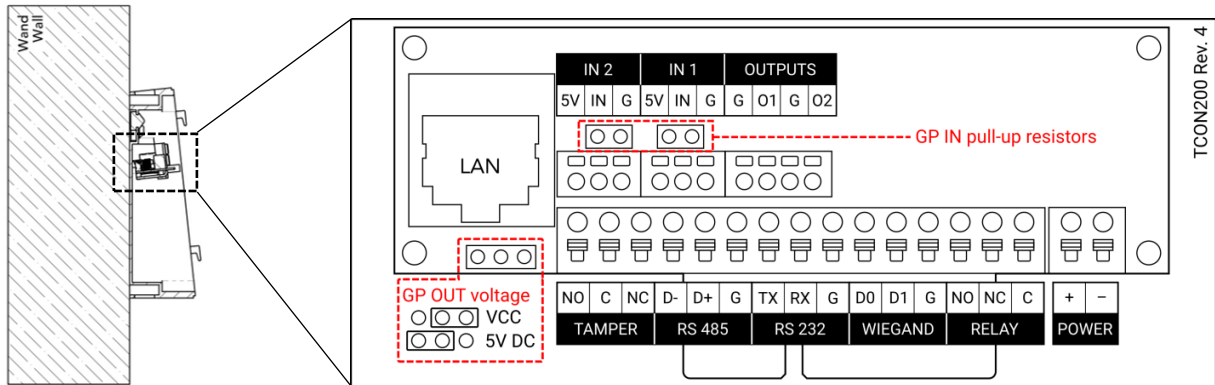 Wand
Wall
TCON200 Rev. 4
IN 2 IN 1 OUTPUTS
5V IN G 5V IN G G O1 G O2
GP IN pull-up resistors
LAN
GP OUT voltage
VCC
5V DC
NO C NC D- D+ G TX RX G D0 D1 G NO NC C + –
TAMPER RS 485 RS 232 WIEGAND RELAY POWER